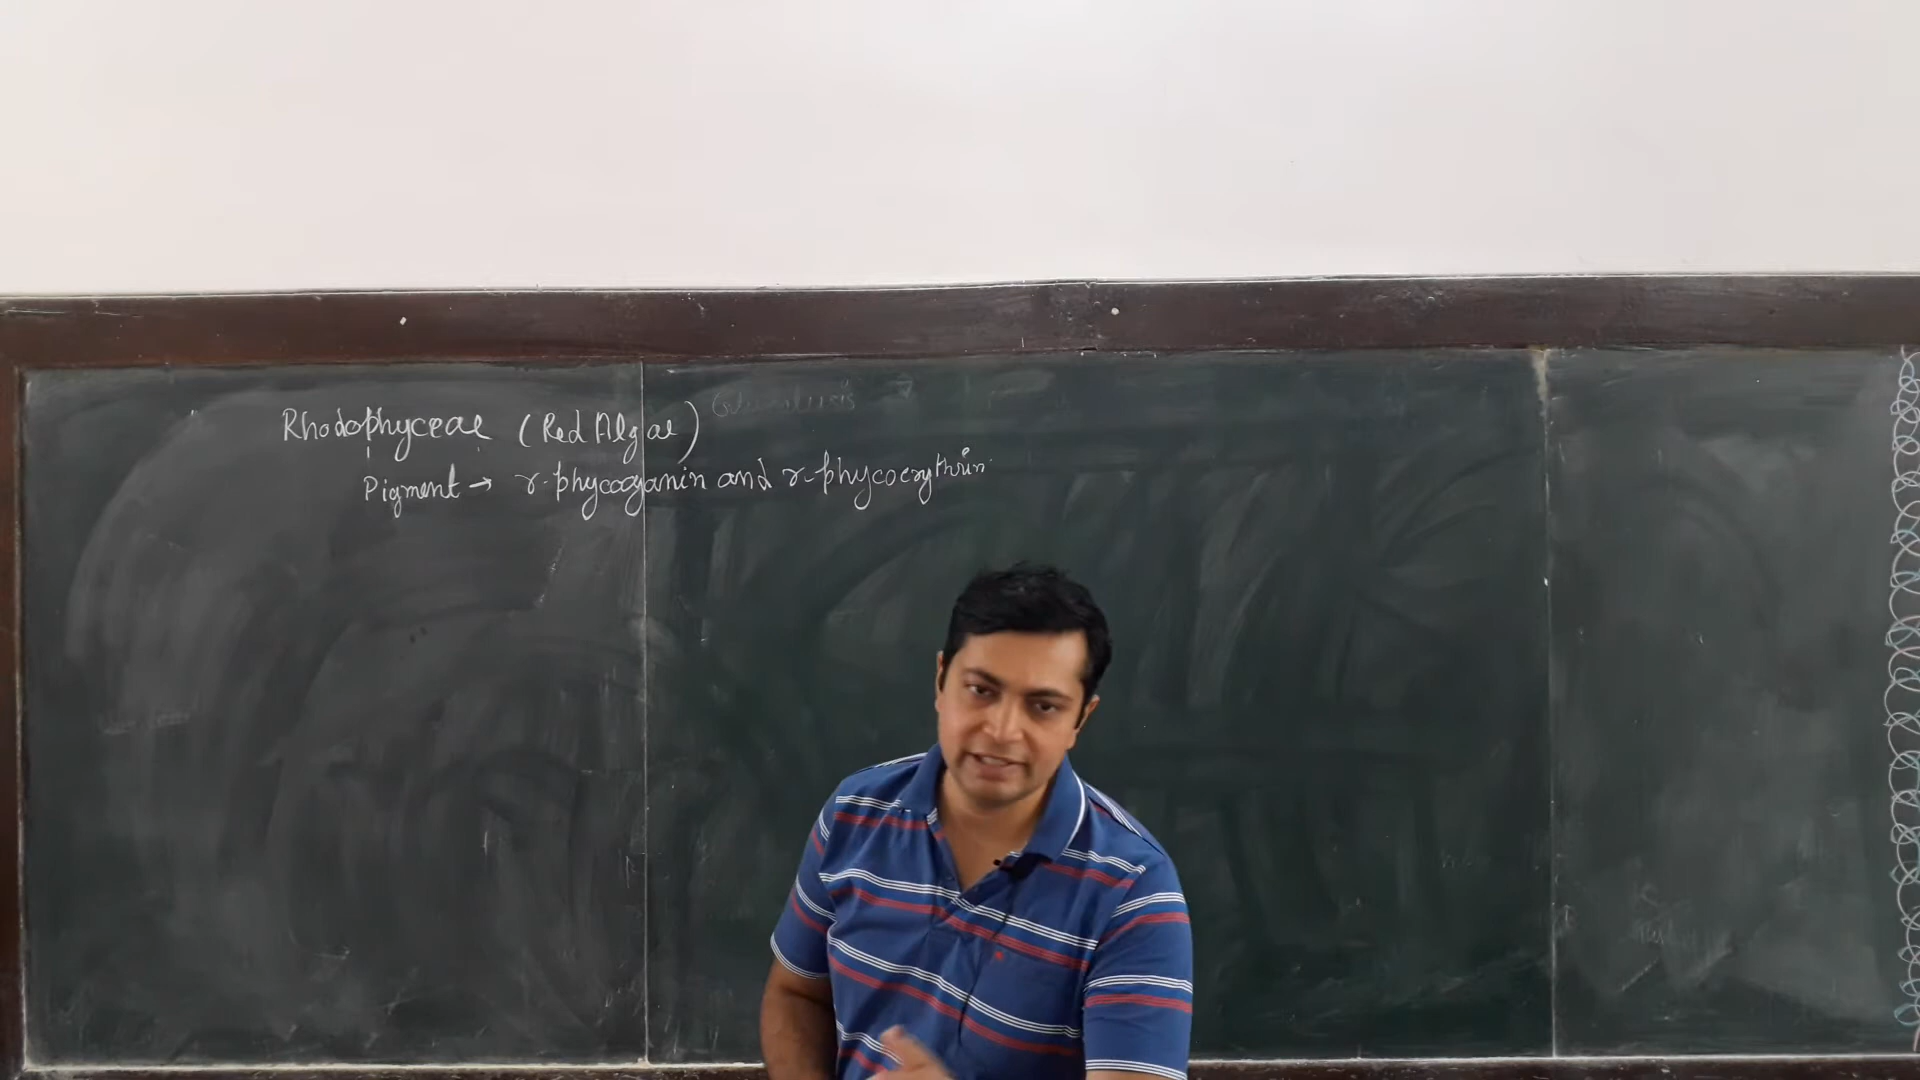 Rhodophyceae (Red Algae)
Pigment → r-phycocyanin and r-phycoerythrin